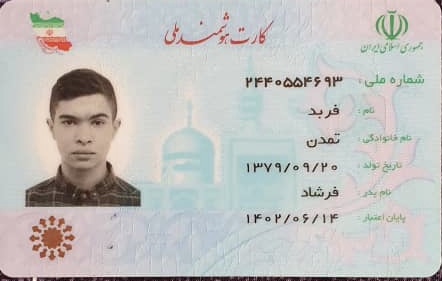 کارت هوشمند ملی
جمهوری اسلامی ایران
شماره ملی : ۲۴۴۰۵۵۴۶۹۳
نام : فربد
نام خانوادگی : تمدن
تاریخ تولد : ۱۳۷۹/۰۹/۲۰
نام پدر : فرشاد
پایان اعتبار : ۱۴۰۲/۰۶/۱۴